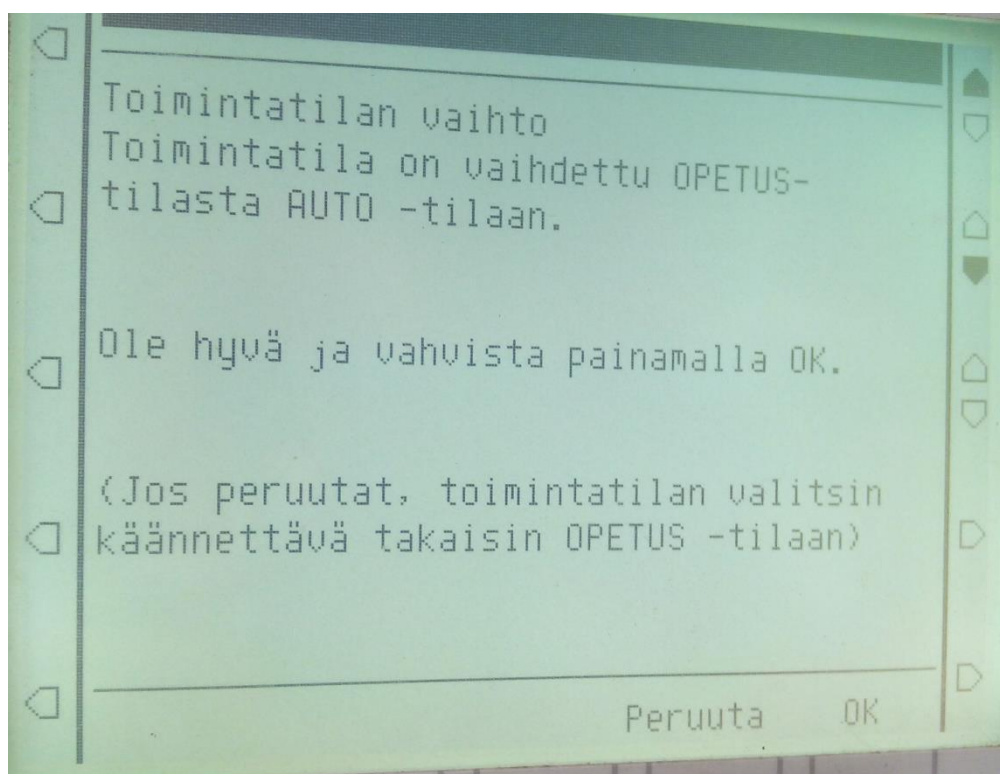 Toimintatilan vaihto
Toimintatila on vaihdettu OPETUS-
tilasta AUTO -tilaan.
Ole hyvä ja vahvista painamalla OK.
(Jos peruutat, toimintatilan valitsin
käännettävä takaisin OPETUS -tilaan)
Peruuta OK